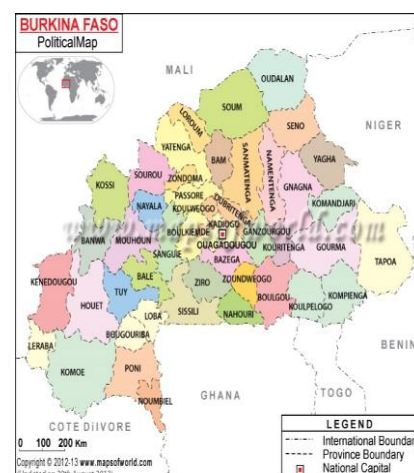 BURKINA FASO
PoliticalMap
MALI
OUDALAN
SOUM
LOROUM
SENO
NIGER
YATENGA
BAM
SANMATENGA
NAMENTENGA
YAGHA
SOUROU
ZONDOMA
GNAGNA
KOSSI
PASSORE
KOMANDJARI
NAYALA
KOULWEOGO
DUBRITENGA
KADIOGO
BOULKIEMDE
GANZOURGOU
BANWA
MOUHOUN
OUAGADOUGOU
KOURITENGA
SANGUIE
BAZEGA
GOURMA
TAPOA
KENEDOUGOU
BALE
ZIRO
ZOUNDWEOGO
HOUET
TUY
BOULGOU
KOMPIENGA
KOULPELOGO
LOBA
SISSILI
NAHOURI
BOUGOURIBA
LERABA
BENIN
KOMOE
PONI
NOUMBIEL
GHANA
TOGO
COTE DiIVORE
0 100 200 Km
LEGEND
International Boundar
Province Boundary
National Capital
Copyright © 2012-13 www.mapsofworld.com